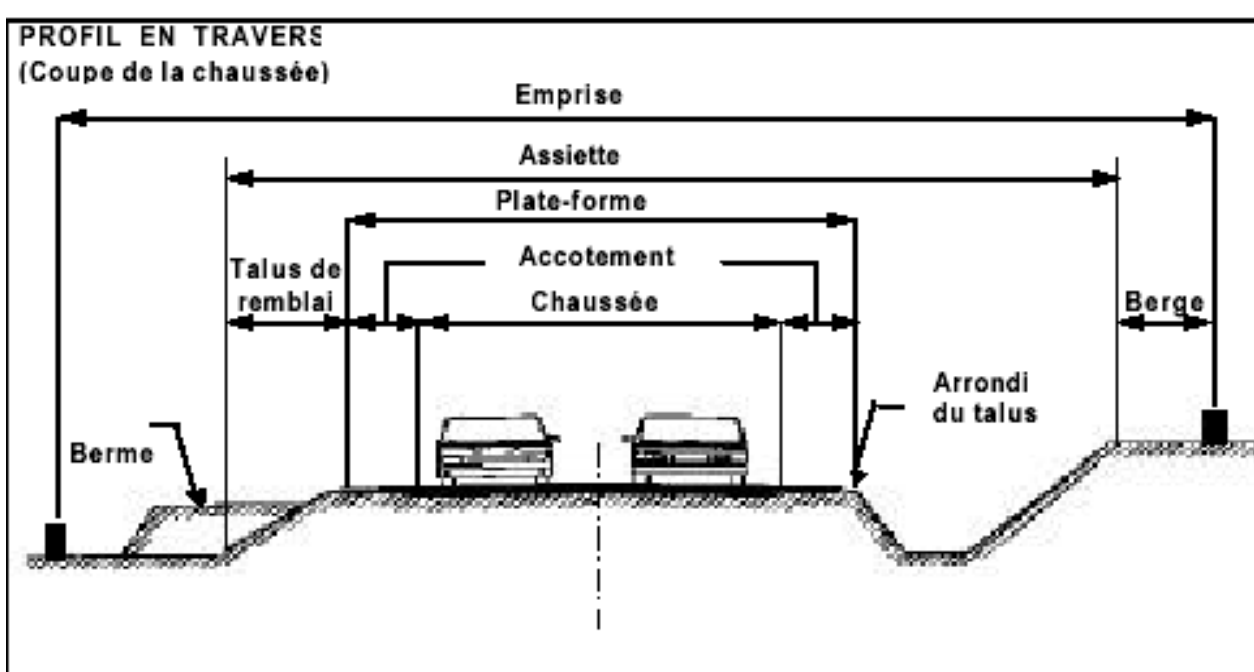 PROFIL EN TRAVERS
(Coupe de la chaussée)
Emprise
Assiette
Plate-forme
Accotement
Talus de
remblai
Chaussée
Berge
Arrondi
du talus
Berme